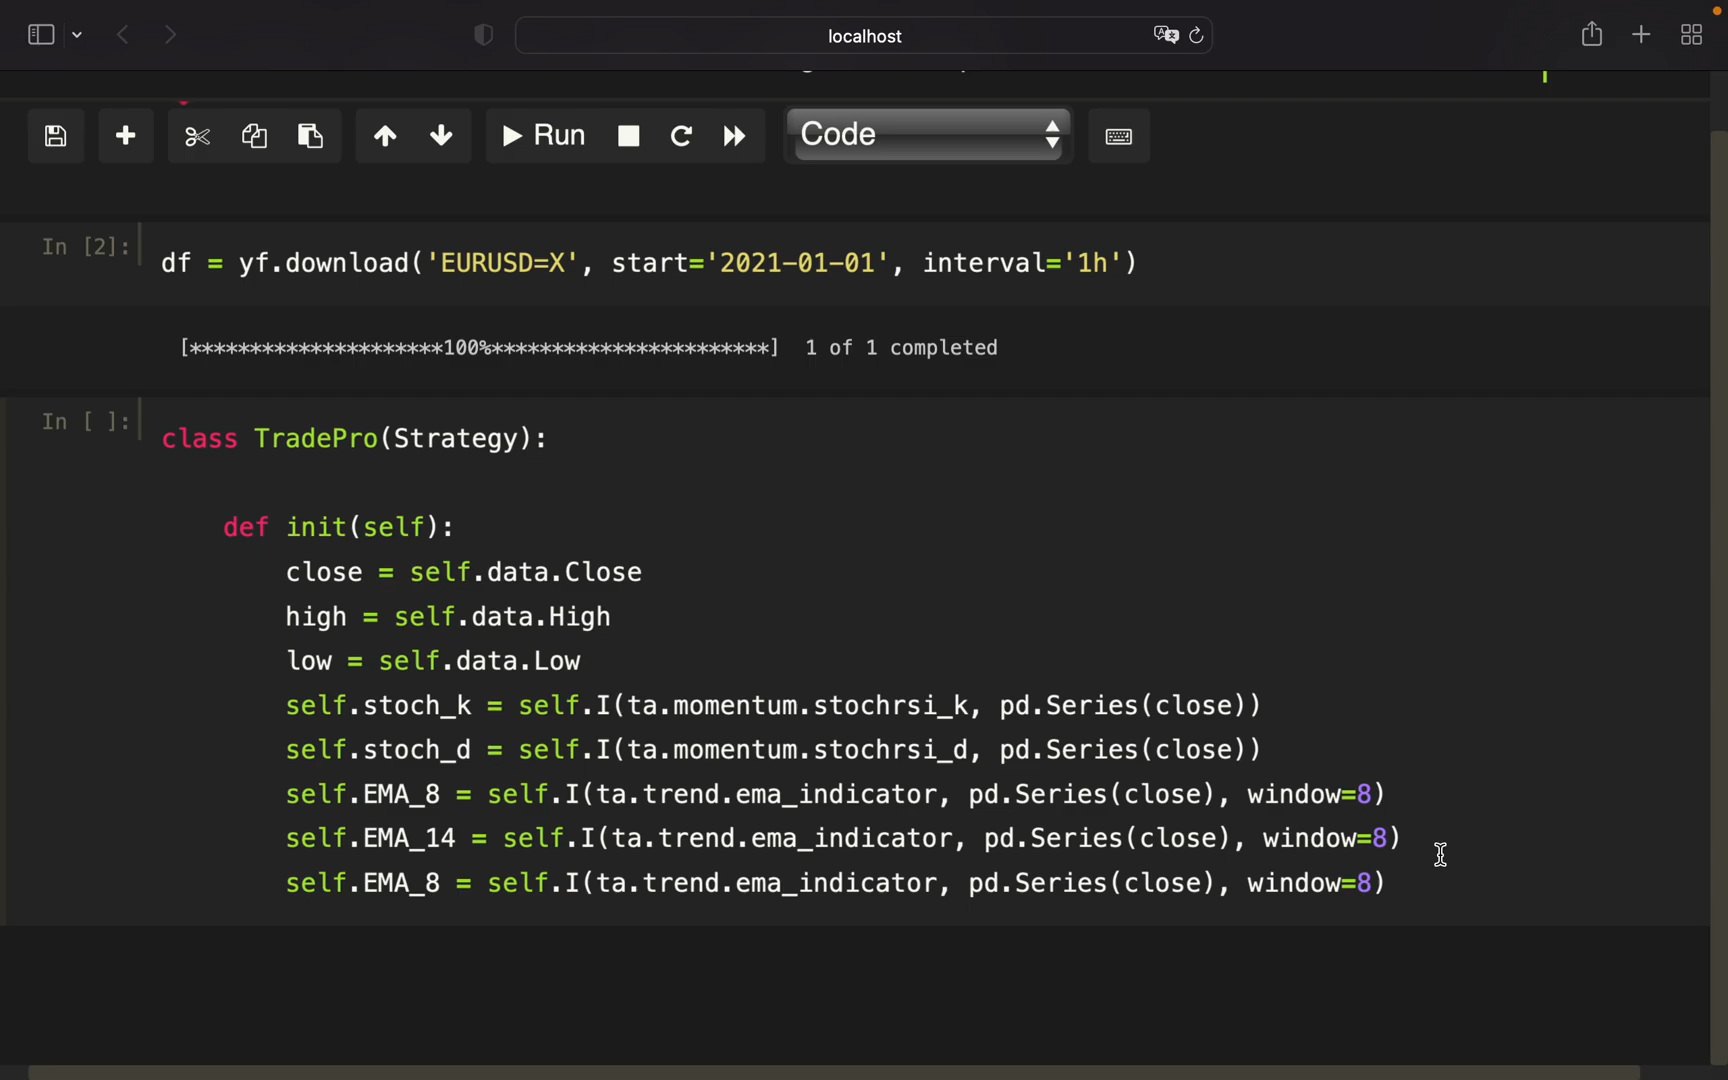 localhost
Run
Code
In [2]:
df = yf.download('EURUSD=X', start='2021-01-01', interval='1h')
[*********************100%***********************]  1 of 1 completed
In [ ]:
class TradePro(Strategy):
    def init(self):
        close = self.data.Close
        high = self.data.High
        low = self.data.Low
        self.stoch_k = self.I(ta.momentum.stochrsi_k, pd.Series(close))
        self.stoch_d = self.I(ta.momentum.stochrsi_d, pd.Series(close))
        self.EMA_8 = self.I(ta.trend.ema_indicator, pd.Series(close), window=8)
        self.EMA_14 = self.I(ta.trend.ema_indicator, pd.Series(close), window=8)
        self.EMA_8 = self.I(ta.trend.ema_indicator, pd.Series(close), window=8)